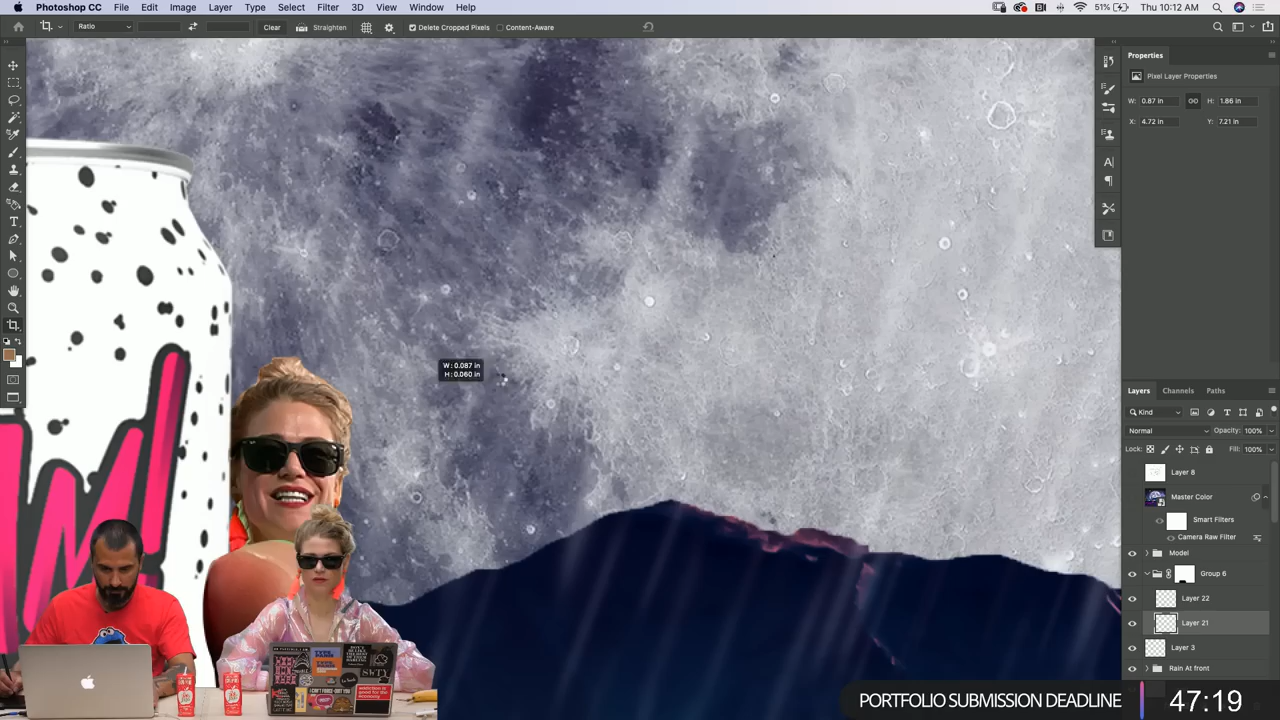 Photoshop CC File Edit Image Layer Type Select Filter 3D View Window Help 51% Thu 10:12 AM
Ratio Clear Straighten Delete Cropped Pixels Content-Aware
Properties
Pixel Layer Properties
W: 0.87 in H: 1.86 in
X: 4.72 in Y: 7.21 in
W: 0.087 in
H: 0.060 in
Layers Channels Paths
Kind
Normal Opacity: 100%
Lock: Fill: 100%
Layer 8
Master Color
Smart Filters
Camera Raw Filter
Model
Group 6
Layer 22
Layer 21
Layer 3
Rain At front
PORTFOLIO SUBMISSION DEADLINE 47:19